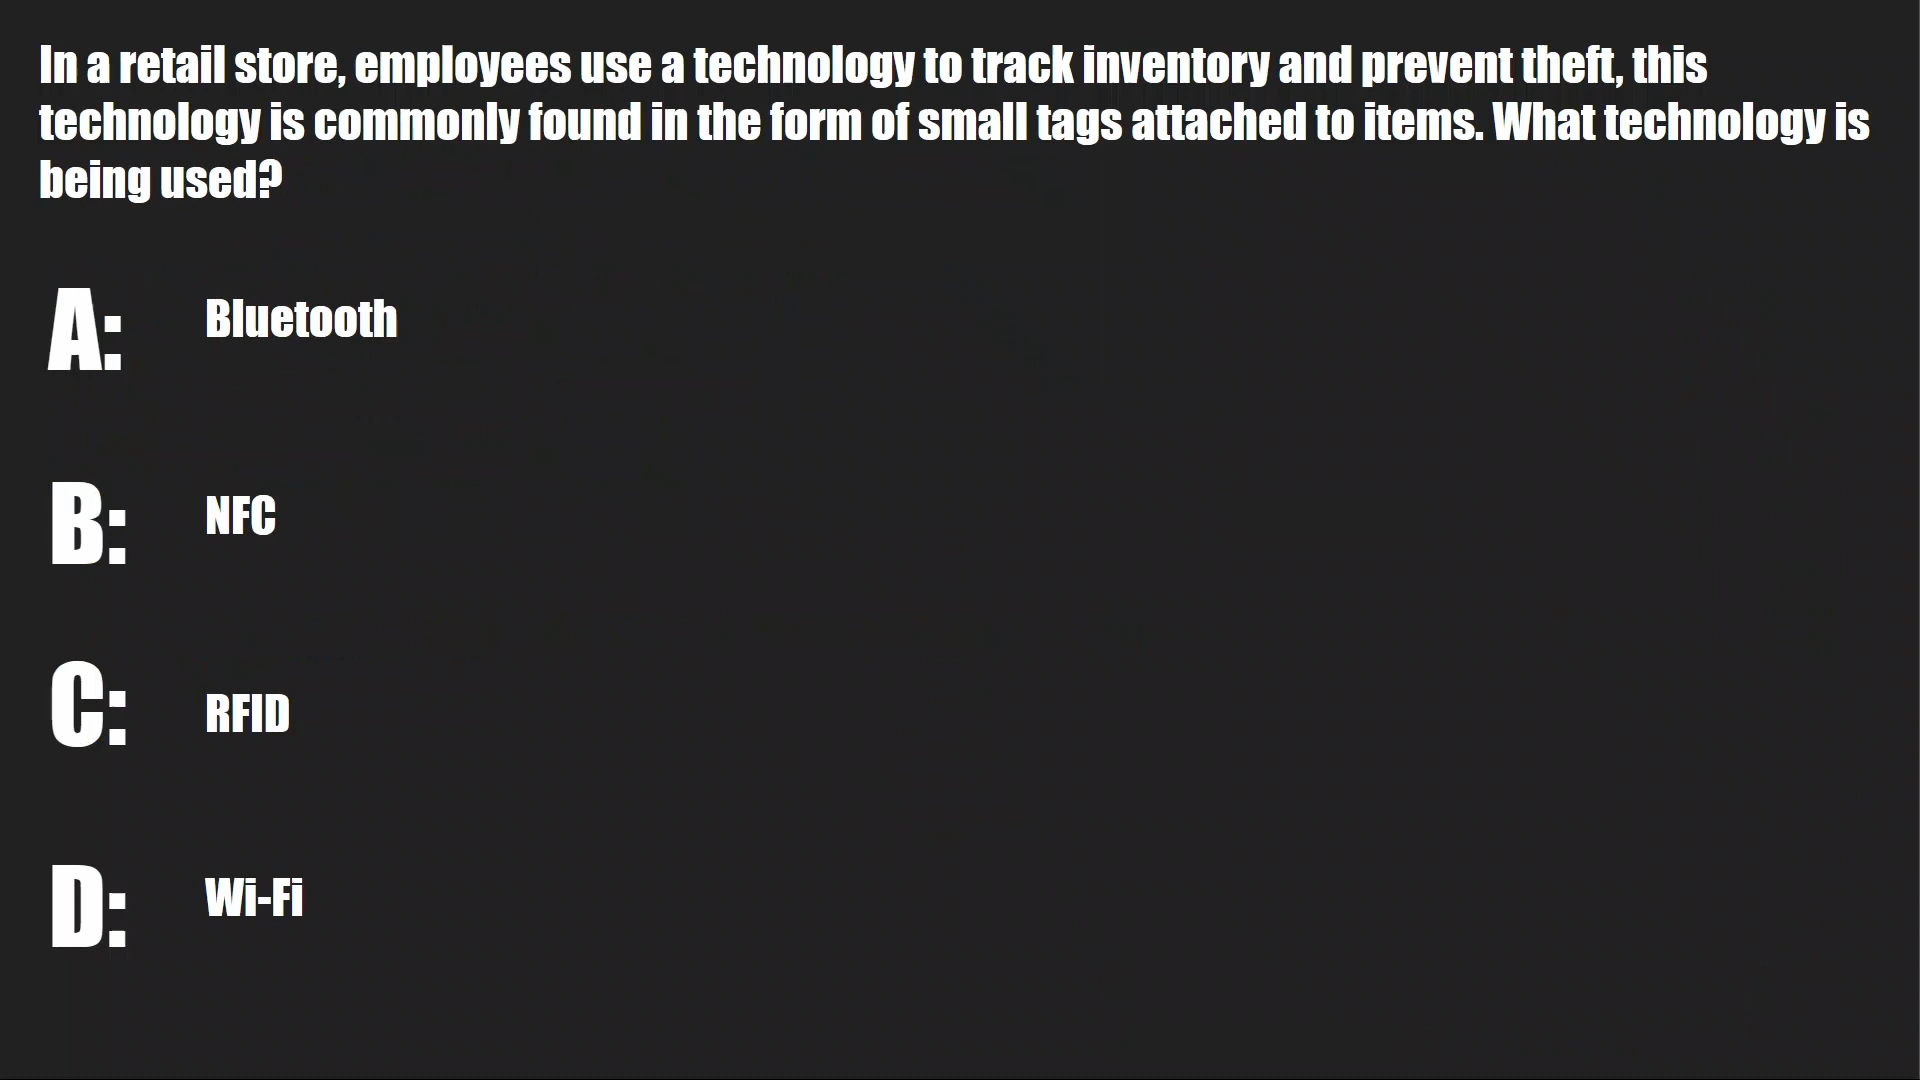 In a retail store, employees use a technology to track inventory and prevent theft, this
technology is commonly found in the form of small tags attached to items. What technology is
being used?
A: Bluetooth
B: NFC
C: RFID
D: Wi-Fi